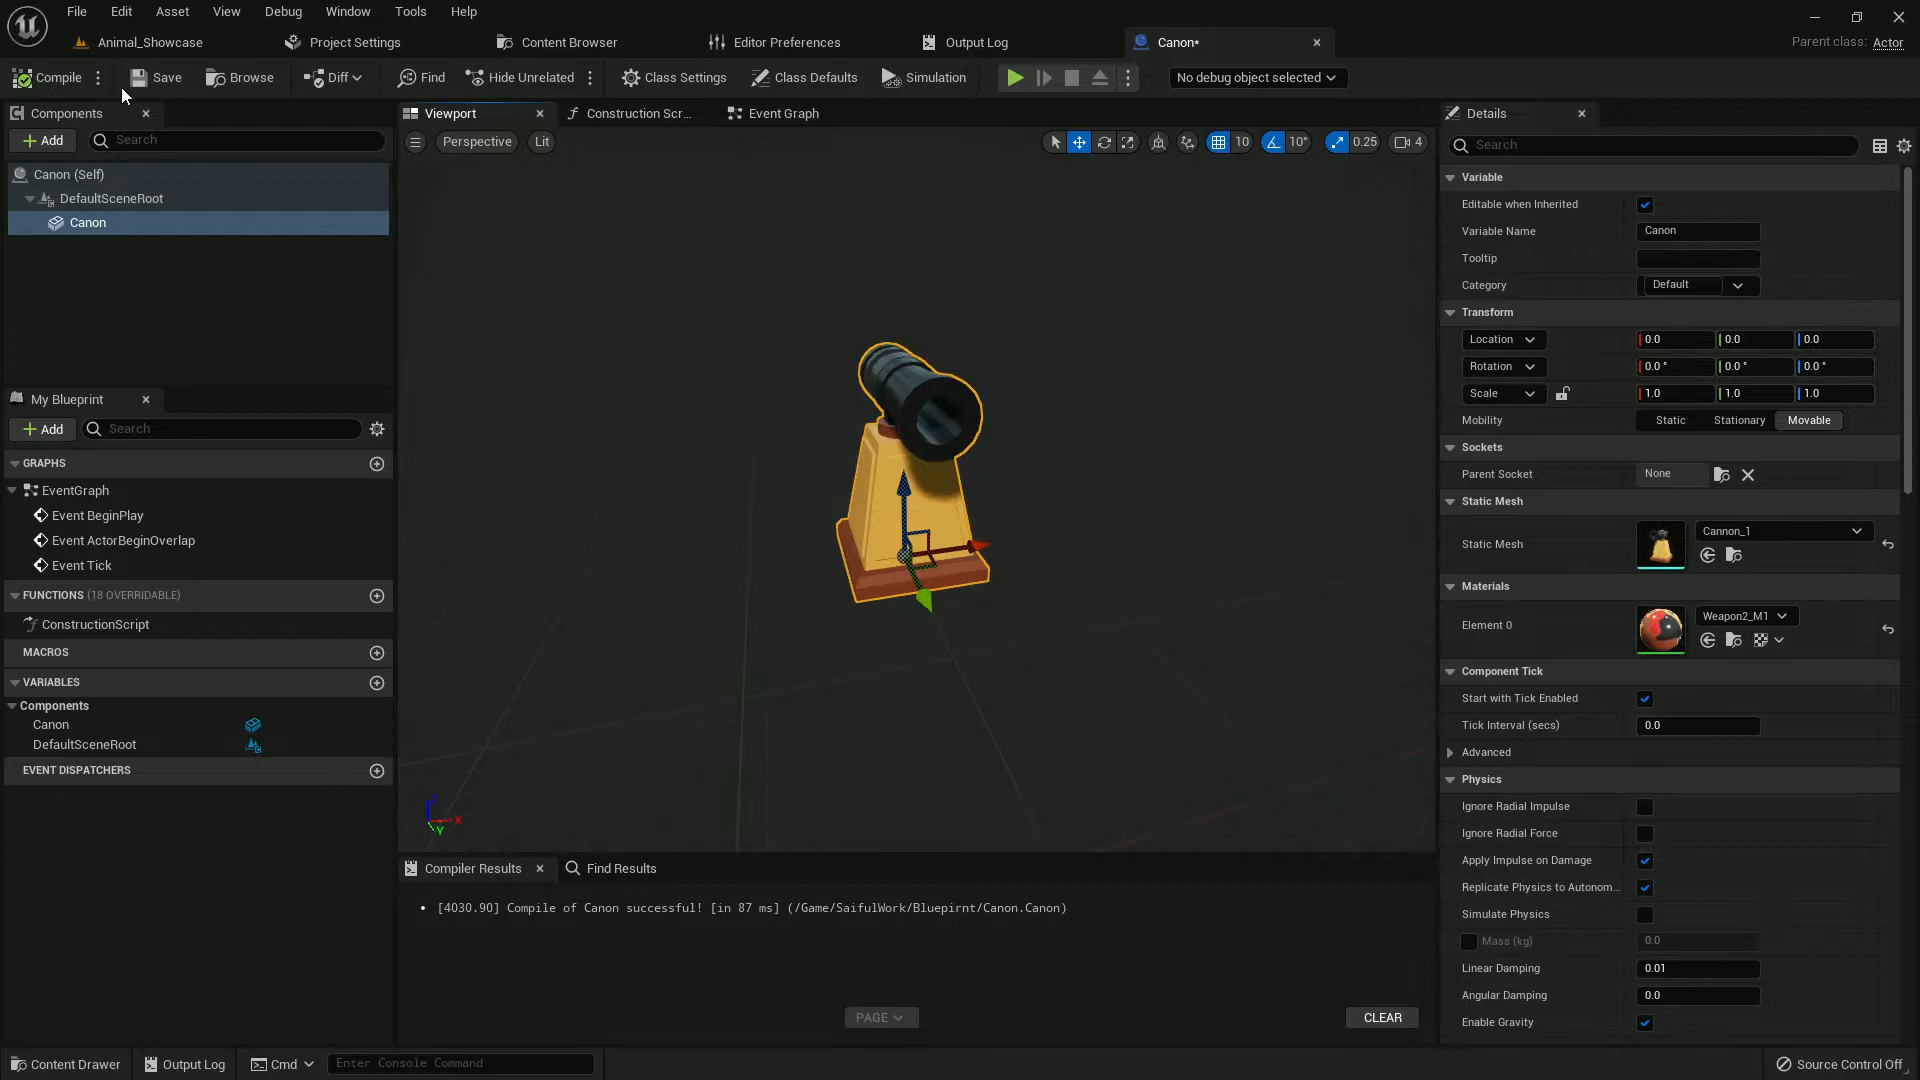 File Edit Asset View Debug Window Tools Help
Animal_Showcase Project Settings Content Browser Editor Preferences Output Log Canon* Parent class: Actor
Compile Save Browse Diff Find Hide Unrelated Class Settings Class Defaults Simulation No debug object selected
Components Viewport Construction Scr... Event Graph Details
Add Search Perspective Lit 10 10° 0.25 4 Search
Canon (Self)
DefaultSceneRoot
Canon
My Blueprint
Add Search
GRAPHS
EventGraph
Event BeginPlay
Event ActorBeginOverlap
Event Tick
FUNCTIONS (18 OVERRIDABLE)
ConstructionScript
MACROS
VARIABLES
Components
Canon
DefaultSceneRoot
EVENT DISPATCHERS
X
Y
Compiler Results Find Results
• [4030.90] Compile of Canon successful! [in 87 ms] (/Game/SaifulWork/Bluepirnt/Canon.Canon)
PAGE CLEAR
Variable
Editable when Inherited
Variable Name Canon
Tooltip
Category Default
Transform
Location 0.0 0.0 0.0
Rotation 0.0 ° 0.0 ° 0.0 °
Scale 1.0 1.0 1.0
Mobility Static Stationary Movable
Sockets
Parent Socket None
Static Mesh
Static Mesh Cannon_1
Materials
Element 0 Weapon2_M1
Component Tick
Start with Tick Enabled
Tick Interval (secs) 0.0
Advanced
Physics
Ignore Radial Impulse
Ignore Radial Force
Apply Impulse on Damage
Replicate Physics to Autonom...
Simulate Physics
Mass (kg) 0.0
Linear Damping 0.01
Angular Damping 0.0
Enable Gravity
Content Drawer Output Log Cmd Enter Console Command Source Control Off